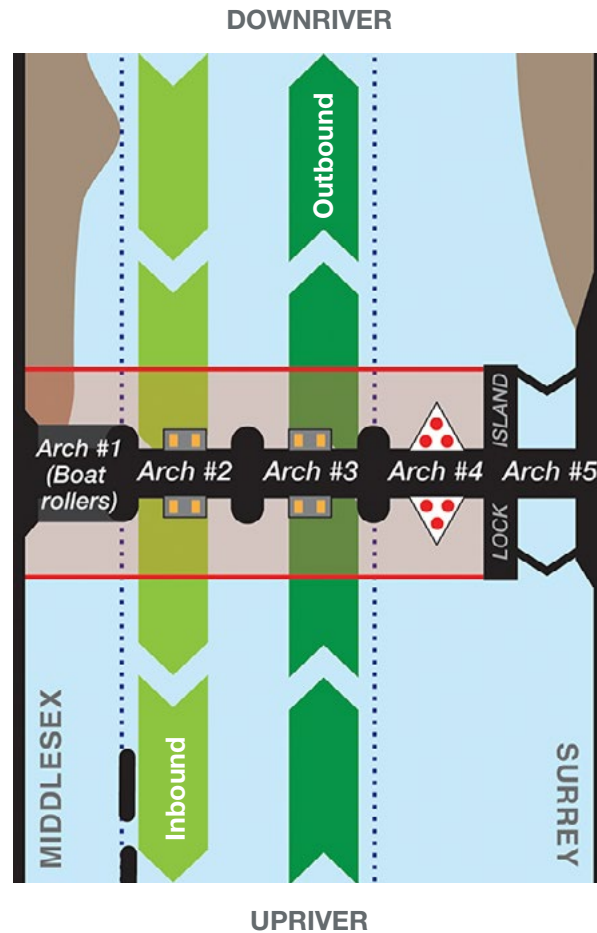 DOWNRIVER
Outbound
ISLAND
Arch #1
(Boat
rollers)
Arch #2
Arch #3
Arch #4
Arch #5
LOCK
MIDDLESEX
Inbound
SURREY
UPRIVER